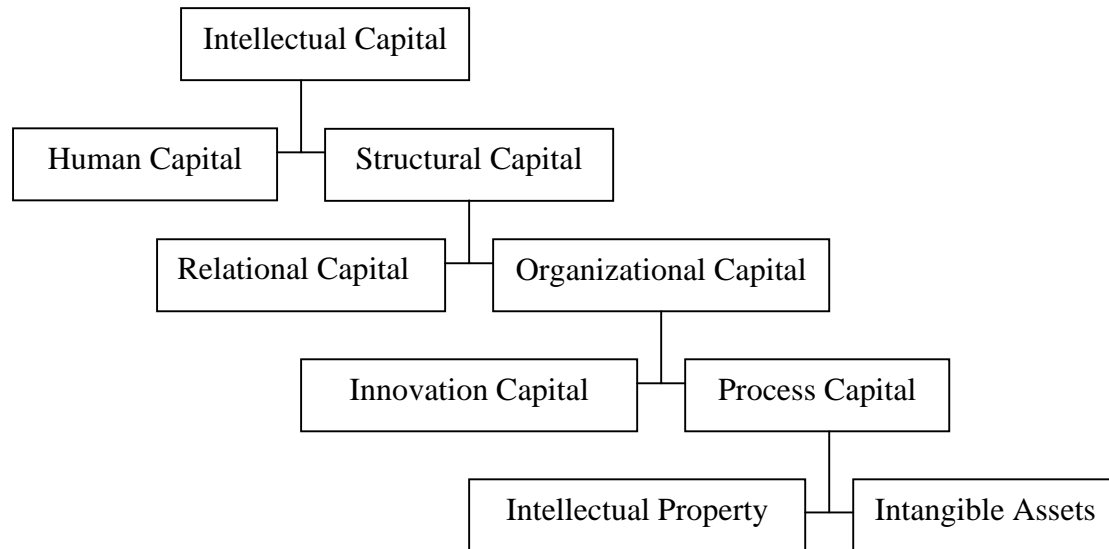 Intellectual Capital
Human Capital
Structural Capital
Relational Capital
Organizational Capital
Innovation Capital
Process Capital
Intellectual Property
Intangible Assets